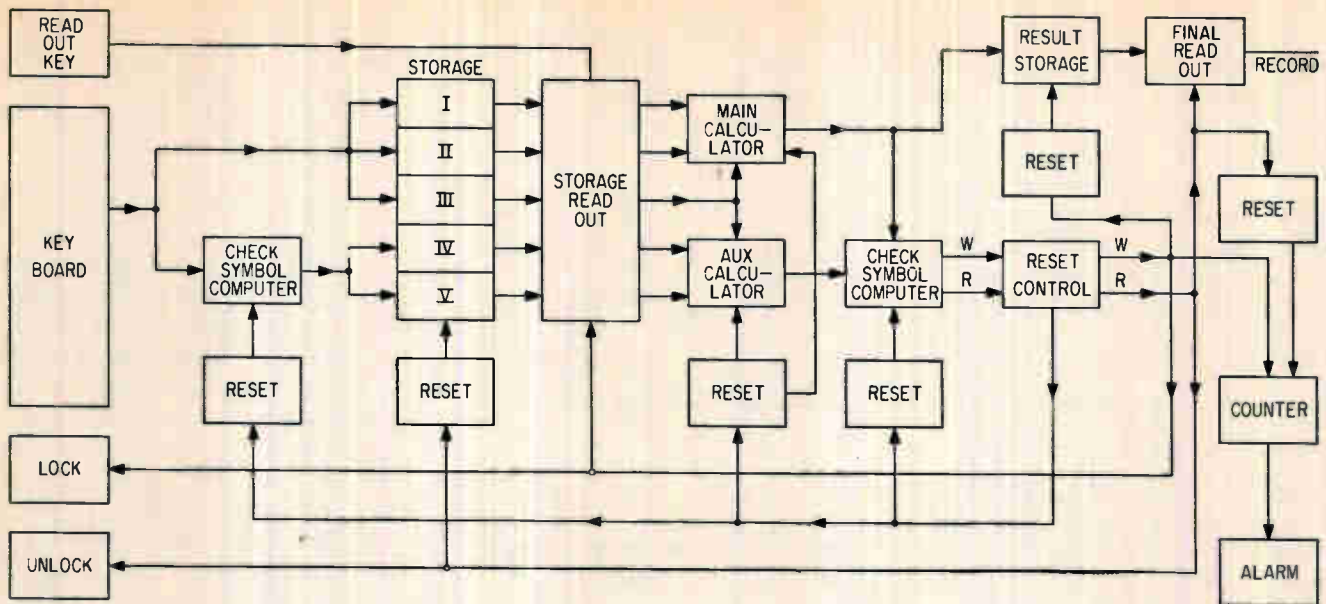 READ
OUT
KEY
STORAGE
RESULT
STORAGE
FINAL
READ
OUT
RECORD
I
II
III
IV
V
MAIN
CALCU-
LATOR
RESET
RESET
KEY
BOARD
STORAGE
READ
OUT
CHECK
SYMBOL
COMPUTER
AUX
CALCU-
LATOR
CHECK
SYMBOL
COMPUTER
W
R
RESET
CONTROL
W
R
RESET
RESET
RESET
RESET
COUNTER
LOCK
UNLOCK
ALARM